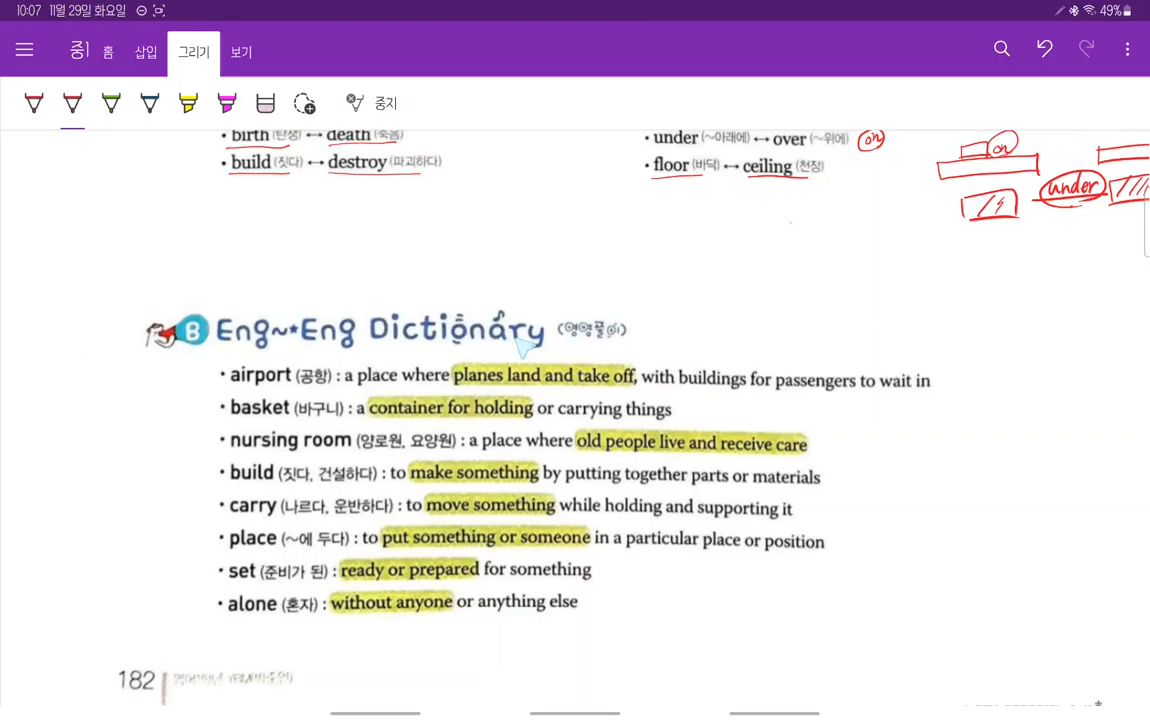 10:07 11월 29일 화요일 49%
중1 홈 삽입 그리기 보기
중지
• birth (탄생) ↔ death (죽음)
• build (짓다) ↔ destroy (파괴하다)
• under (~아래에) ↔ over (~위에) on
• floor (바닥) ↔ ceiling (천장)
on
under
B Eng~*Eng Dictionary (영영풀이)
• airport (공항) : a place where planes land and take off, with buildings for passengers to wait in
• basket (바구니) : a container for holding or carrying things
• nursing room (양로원, 요양원) : a place where old people live and receive care
• build (짓다, 건설하다) : to make something by putting together parts or materials
• carry (나르다, 운반하다) : to move something while holding and supporting it
• place (~에 두다) : to put something or someone in a particular place or position
• set (준비가 된) : ready or prepared for something
• alone (혼자) : without anyone or anything else
182